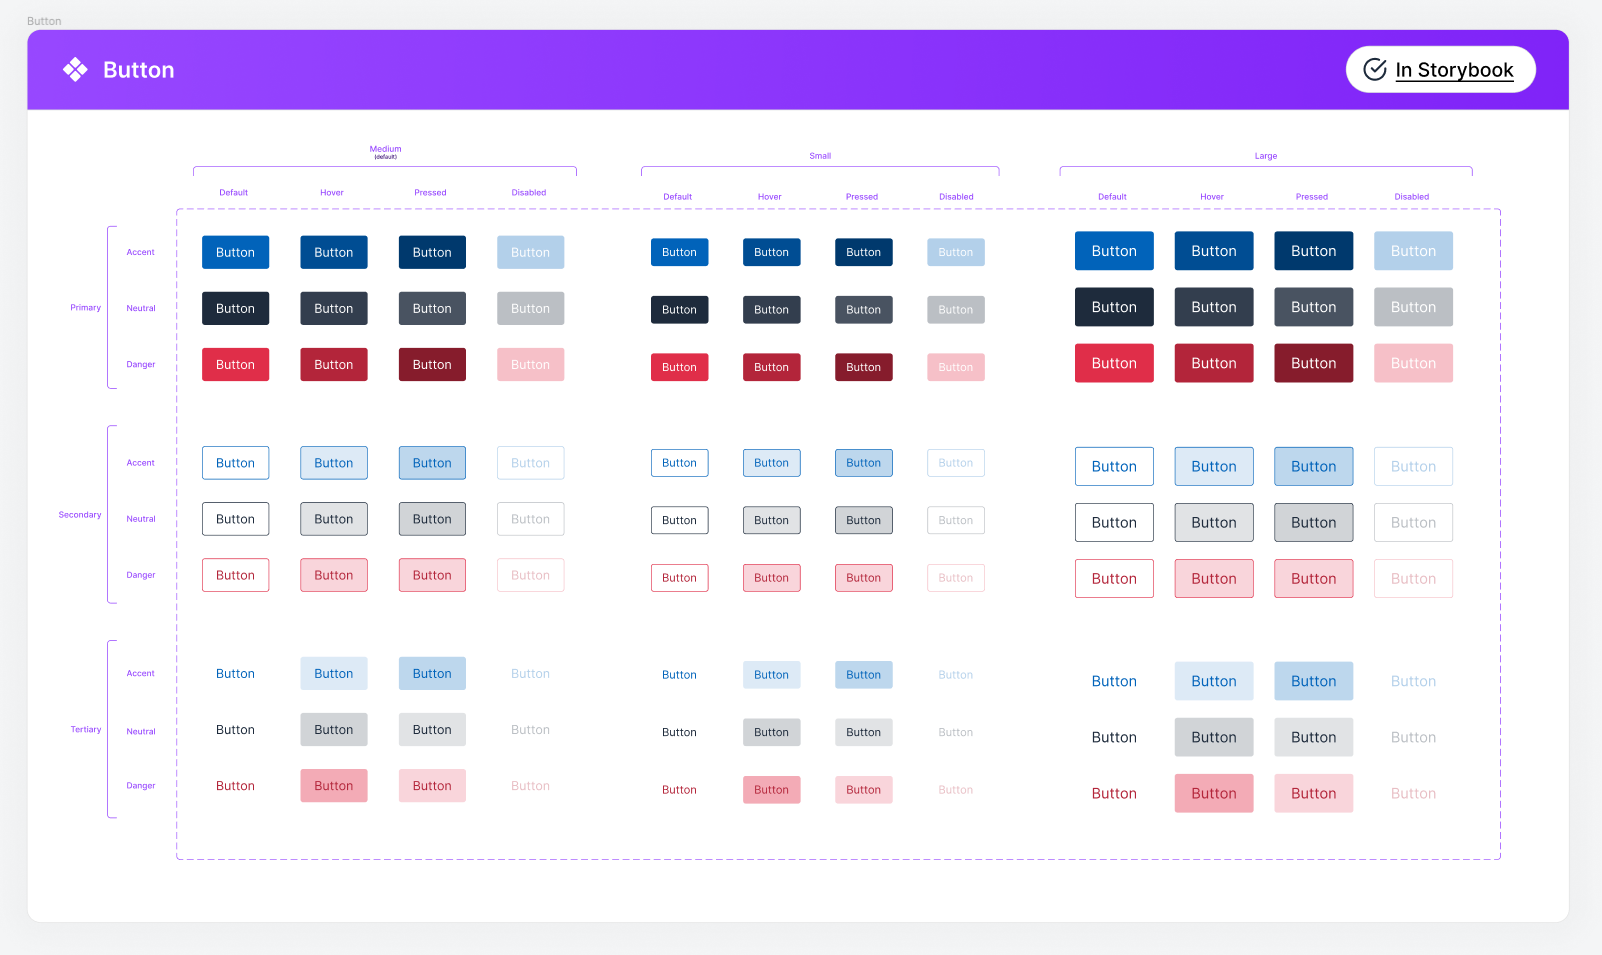 Button
Button
In Storybook
Medium
(default)
Small
Large
Default Hover Pressed Disabled
Default Hover Pressed Disabled
Default Hover Pressed Disabled
Primary
Accent
Button Button Button Button Button Button Button Button Button Button Button Button
Neutral
Button Button Button Button Button Button Button Button Button Button Button Button
Danger
Button Button Button Button Button Button Button Button Button Button Button Button
Secondary
Accent
Button Button Button Button Button Button Button Button Button Button Button Button
Neutral
Button Button Button Button Button Button Button Button Button Button Button Button
Danger
Button Button Button Button Button Button Button Button Button Button Button Button
Tertiary
Accent
Button Button Button Button Button Button Button Button Button Button Button Button
Neutral
Button Button Button Button Button Button Button Button Button Button Button Button
Danger
Button Button Button Button Button Button Button Button Button Button Button Button